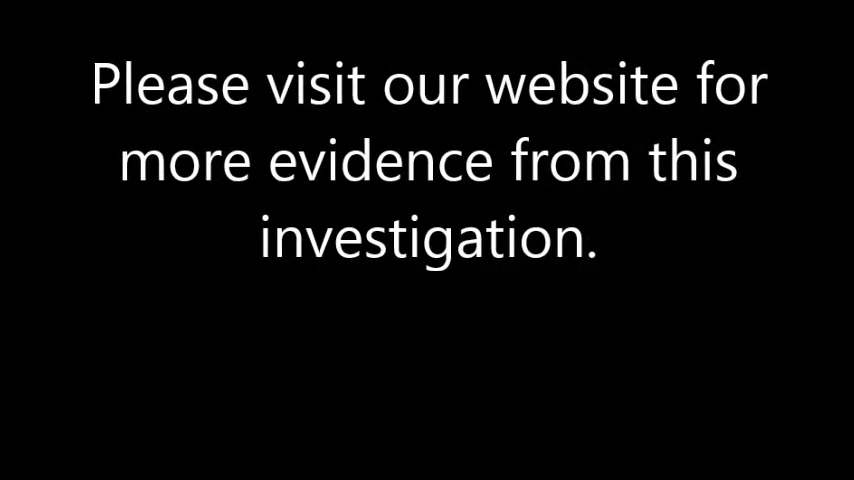 Please visit our website for
more evidence from this
investigation.